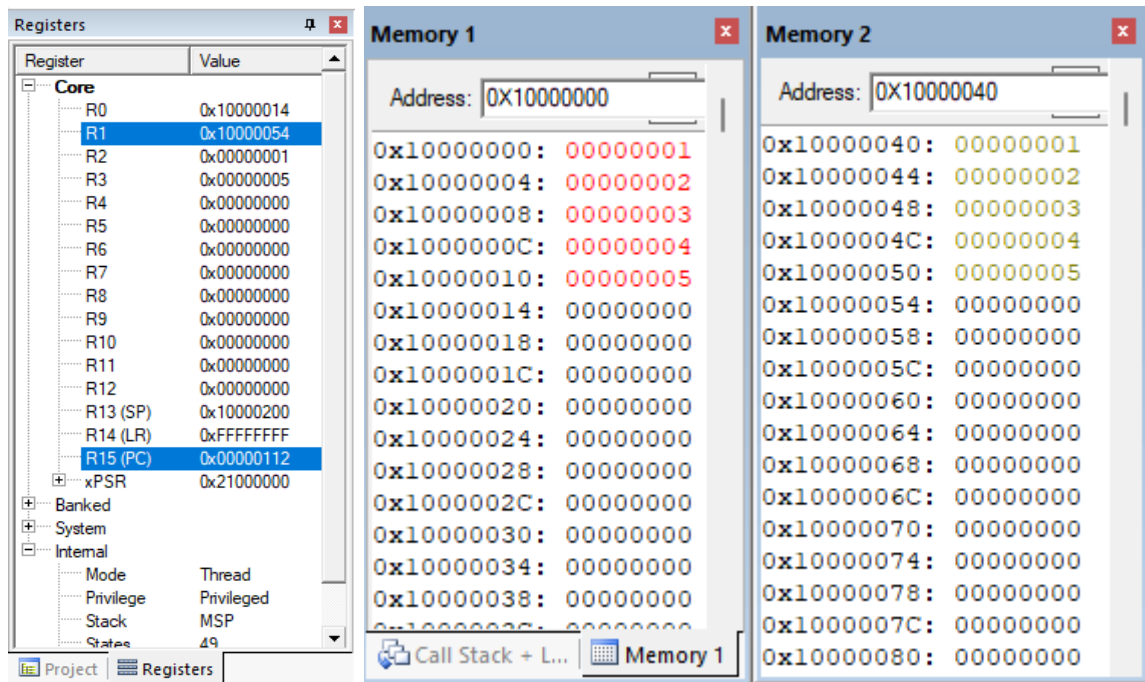 Registers
Register Value
Core
R0 0x10000014
R1 0x10000054
R2 0x00000001
R3 0x00000005
R4 0x00000000
R5 0x00000000
R6 0x00000000
R7 0x00000000
R8 0x00000000
R9 0x00000000
R10 0x00000000
R11 0x00000000
R12 0x00000000
R13 (SP) 0x10000200
R14 (LR) 0xFFFFFFFF
R15 (PC) 0x00000112
xPSR 0x21000000
Banked
System
Internal
Mode Thread
Privilege Privileged
Stack MSP
States 49
Project Registers
Memory 1
Address: 0X10000000
0x10000000: 00000001
0x10000004: 00000002
0x10000008: 00000003
0x1000000C: 00000004
0x10000010: 00000005
0x10000014: 00000000
0x10000018: 00000000
0x1000001C: 00000000
0x10000020: 00000000
0x10000024: 00000000
0x10000028: 00000000
0x1000002C: 00000000
0x10000030: 00000000
0x10000034: 00000000
0x10000038: 00000000
Call Stack + L... Memory 1
Memory 2
Address: 0X10000040
0x10000040: 00000001
0x10000044: 00000002
0x10000048: 00000003
0x1000004C: 00000004
0x10000050: 00000005
0x10000054: 00000000
0x10000058: 00000000
0x1000005C: 00000000
0x10000060: 00000000
0x10000064: 00000000
0x10000068: 00000000
0x1000006C: 00000000
0x10000070: 00000000
0x10000074: 00000000
0x10000078: 00000000
0x1000007C: 00000000
0x10000080: 00000000